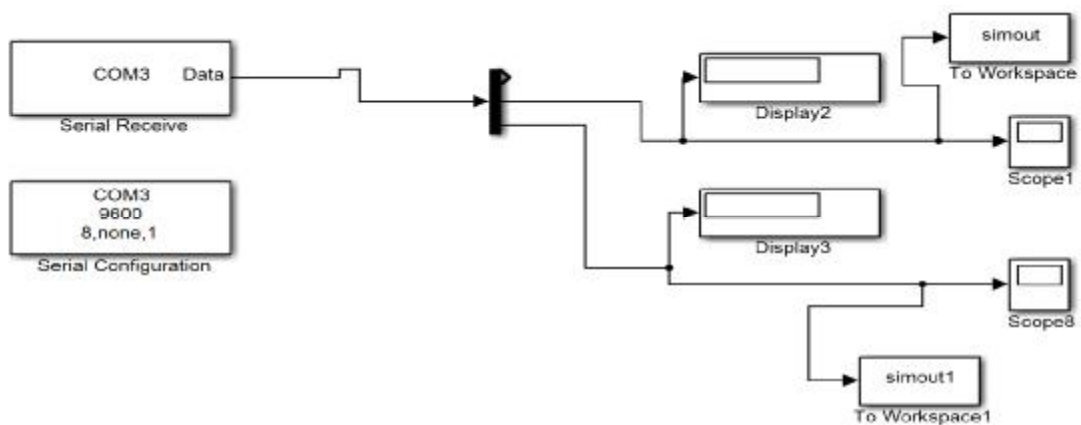 COM3 Data
Serial Receive
COM3
9600
8,none,1
Serial Configuration
Display2
simout
To Workspace
Scope1
Display3
Scope8
simout1
To Workspace1